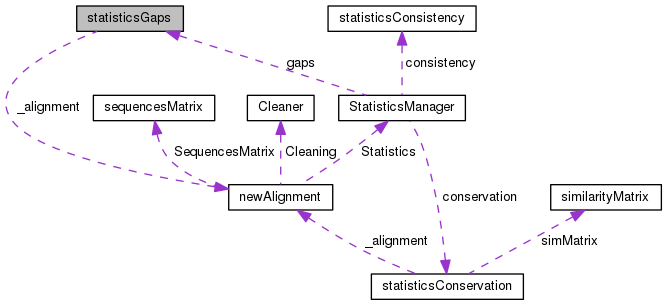 statisticsGaps
statisticsConsistency
gaps
consistency
_alignment
sequencesMatrix
Cleaner
StatisticsManager
SequencesMatrix
Cleaning
Statistics
newAlignment
conservation
similarityMatrix
_alignment
simMatrix
statisticsConservation